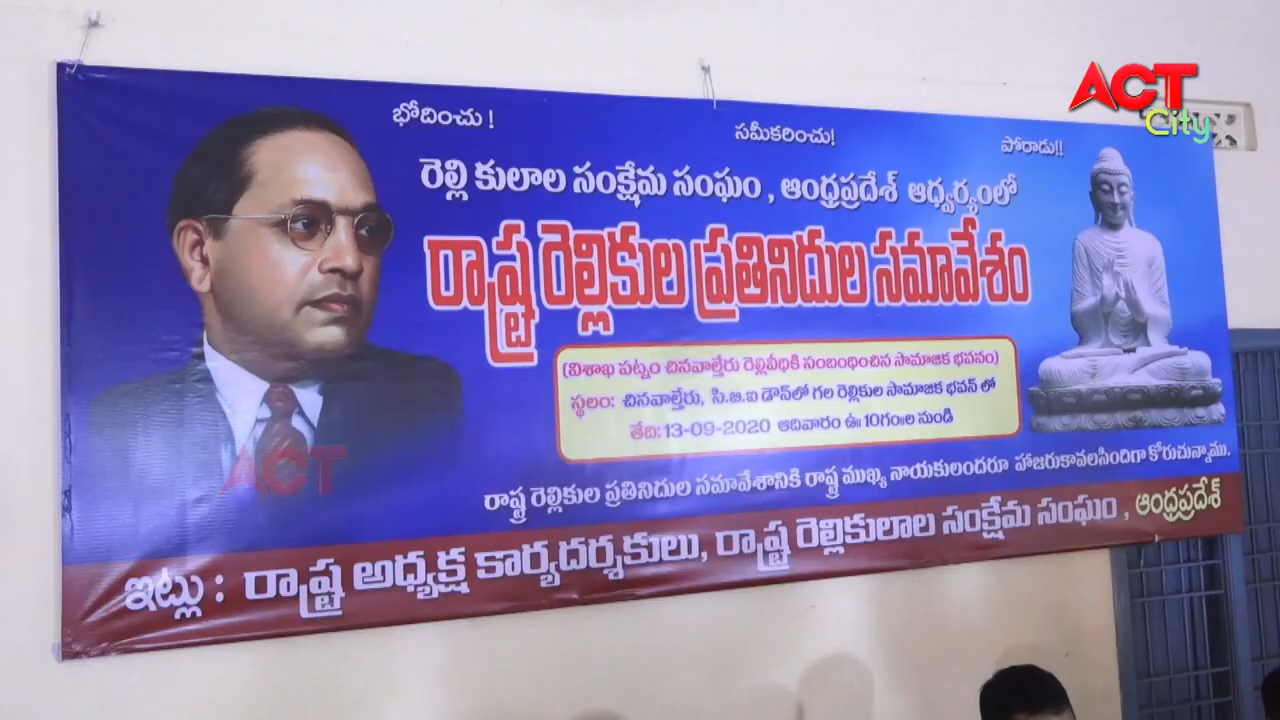 ACT
City
భోదించు !
సమీకరించు!
పోరాడు!!
రెల్లి కులాల సంక్షేమ సంఘం , ఆంధ్రప్రదేశ్ ఆధ్వర్యంలో
రాష్ట్ర రెల్లికుల ప్రతినిదుల సమావేశం
(విశాఖ పట్నం చినవాల్తేరు రెల్లివీధికి సంబంధించిన సామాజిక భవనం)
స్థలం: చినవాల్తేరు, సి.బి.ఐ డౌన్‌లో గల రెల్లికుల సామాజిక భవన్ లో
తేది: 13-09-2020 ఆదివారం ఉ॥ 10గం॥ల నుండి
రాష్ట్ర రెల్లికుల ప్రతినిదుల సమావేశానికి రాష్ట్ర ముఖ్య నాయకులందరూ హాజరుకావలసిందిగా కోరుచున్నాము.
ఇట్లు : రాష్ట్ర అధ్యక్ష కార్యదర్శకులు, రాష్ట్ర రెల్లికులాల సంక్షేమ సంఘం , ఆంధ్రప్రదేశ్
ACT